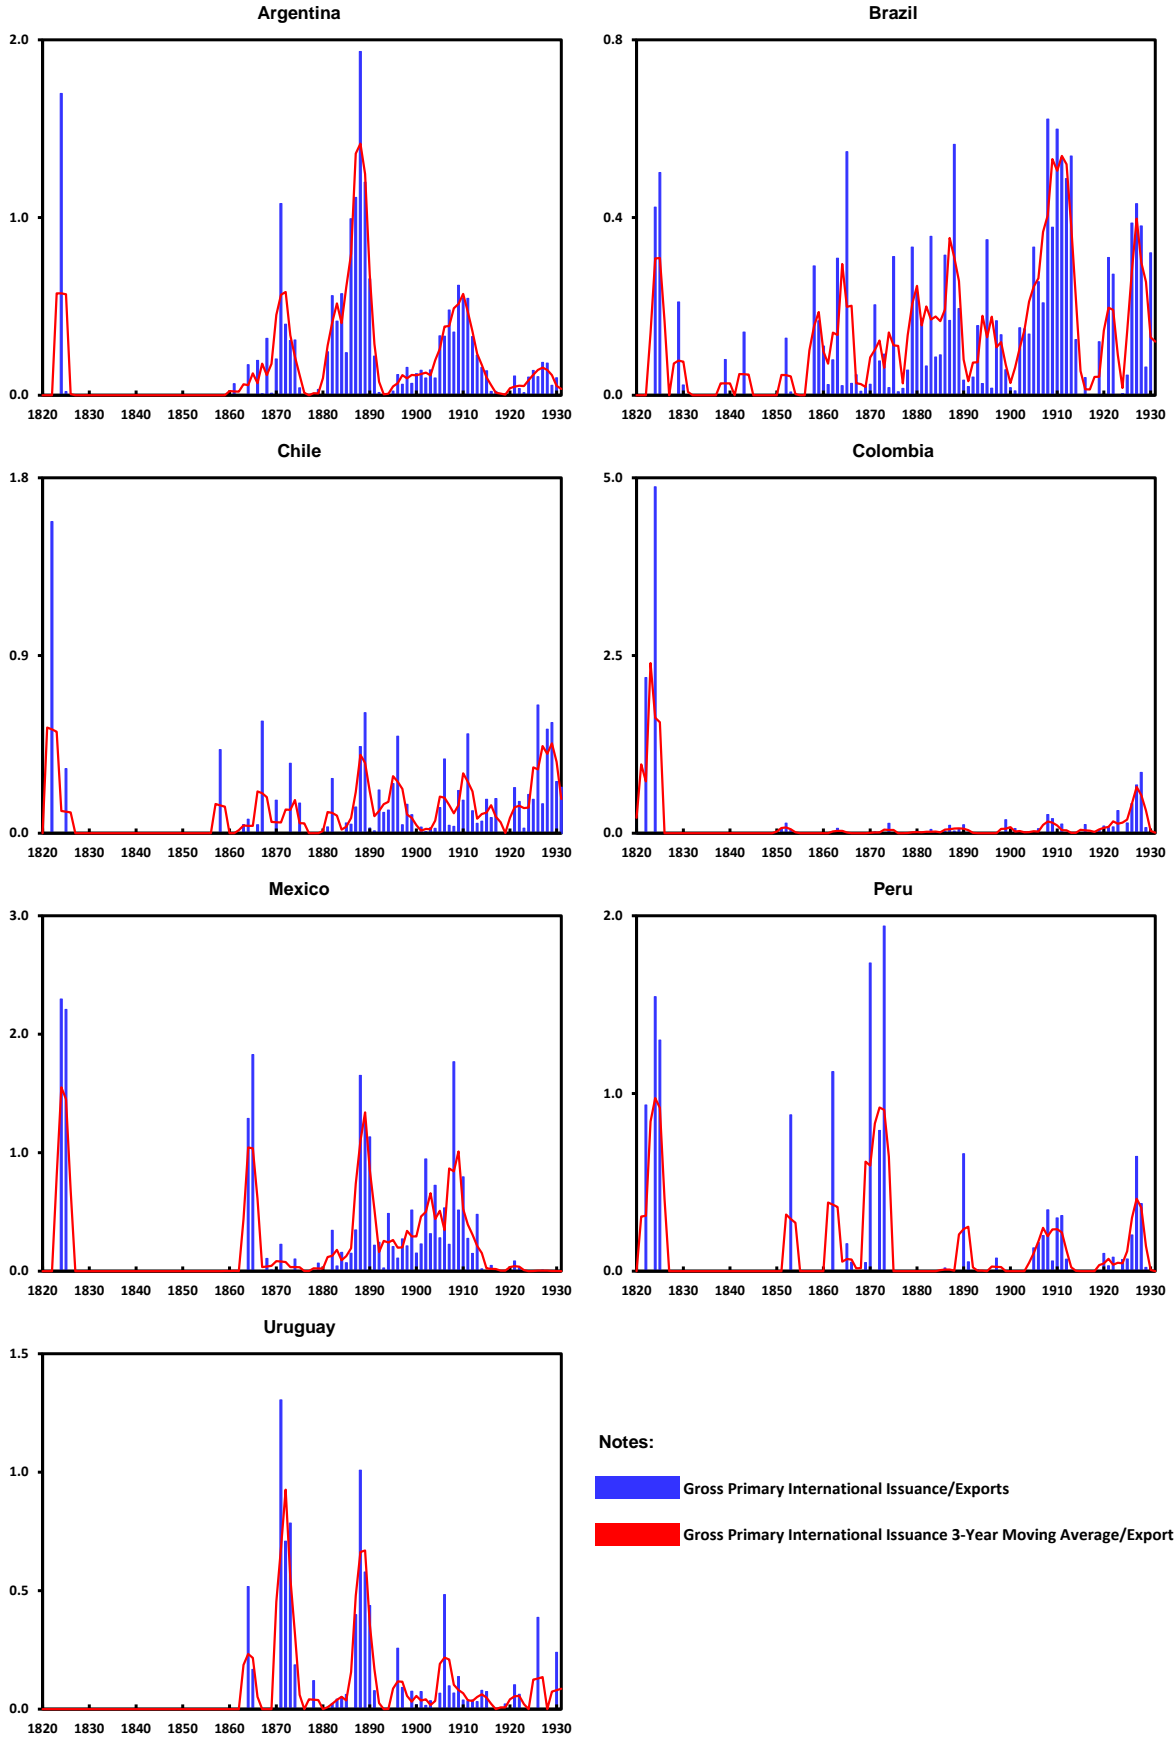 Argentina
2.0
1.0
0.0
1820 1830 1840 1850 1860 1870 1880 1890 1900 1910 1920 1930
Brazil
0.8
0.4
0.0
1820 1830 1840 1850 1860 1870 1880 1890 1900 1910 1920 1930
Chile
1.8
0.9
0.0
1820 1830 1840 1850 1860 1870 1880 1890 1900 1910 1920 1930
Colombia
5.0
2.5
0.0
1820 1830 1840 1850 1860 1870 1880 1890 1900 1910 1920 1930
Mexico
3.0
2.0
1.0
0.0
1820 1830 1840 1850 1860 1870 1880 1890 1900 1910 1920 1930
Peru
2.0
1.0
0.0
1820 1830 1840 1850 1860 1870 1880 1890 1900 1910 1920 1930
Uruguay
1.5
1.0
0.5
0.0
1820 1830 1840 1850 1860 1870 1880 1890 1900 1910 1920 1930
Notes:
Gross Primary International Issuance/Exports
Gross Primary International Issuance 3-Year Moving Average/Export